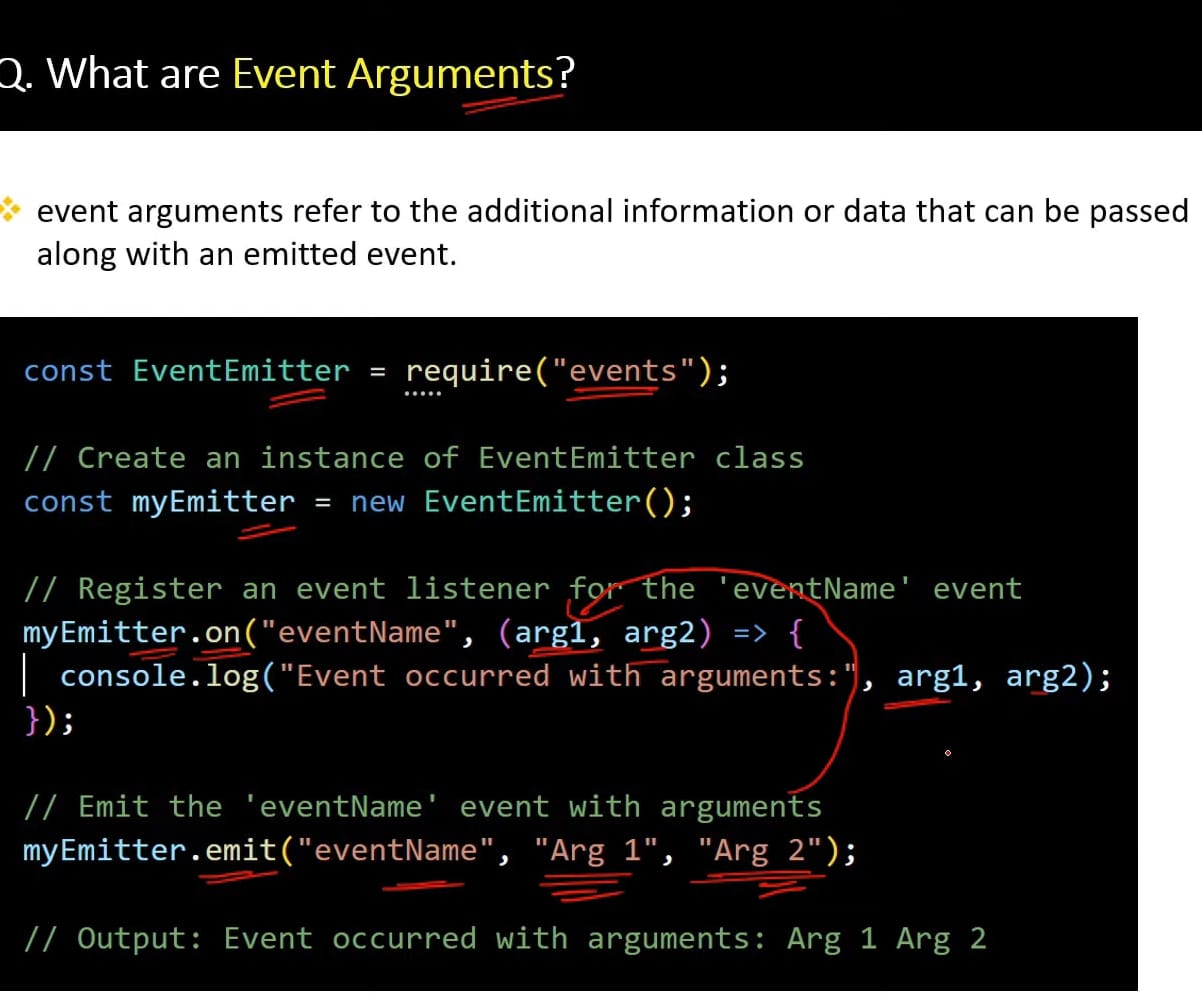 Q. What are Event Arguments?
event arguments refer to the additional information or data that can be passed
along with an emitted event.
const EventEmitter = require("events");
// Create an instance of EventEmitter class
const myEmitter = new EventEmitter();
// Register an event listener for the 'eventName' event
myEmitter.on("eventName", (arg1, arg2) => {
  console.log("Event occurred with arguments:", arg1, arg2);
});
// Emit the 'eventName' event with arguments
myEmitter.emit("eventName", "Arg 1", "Arg 2");
// Output: Event occurred with arguments: Arg 1 Arg 2